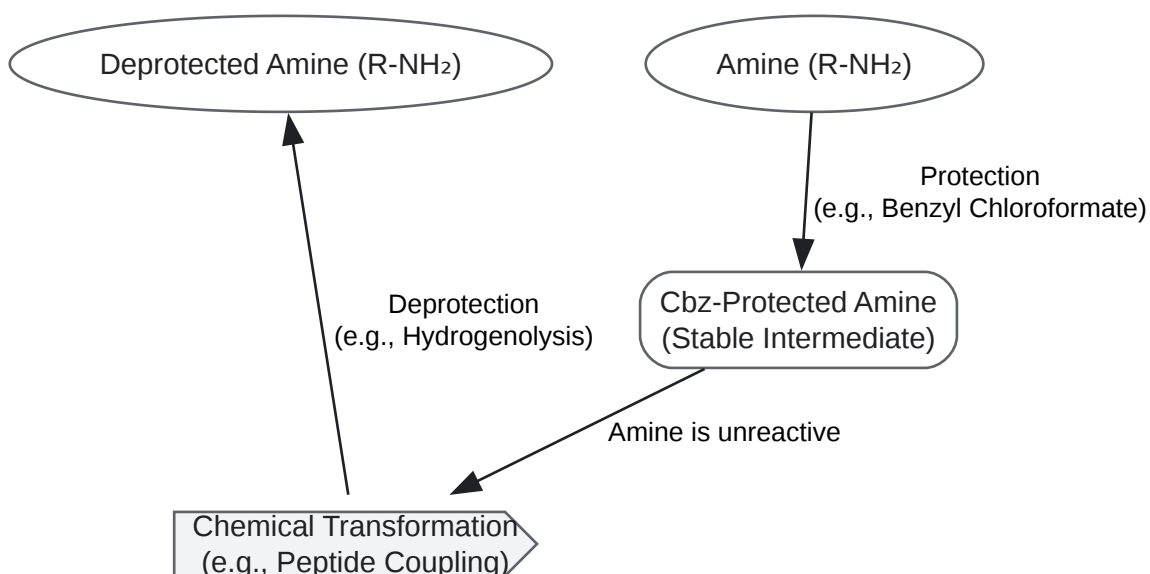 Deprotected Amine (R-NH₂)
Amine (R-NH₂)
Protection
(e.g., Benzyl Chloroformate)
Deprotection
(e.g., Hydrogenolysis)
Cbz-Protected Amine
(Stable Intermediate)
Amine is unreactive
Chemical Transformation
(e.g., Peptide Coupling)